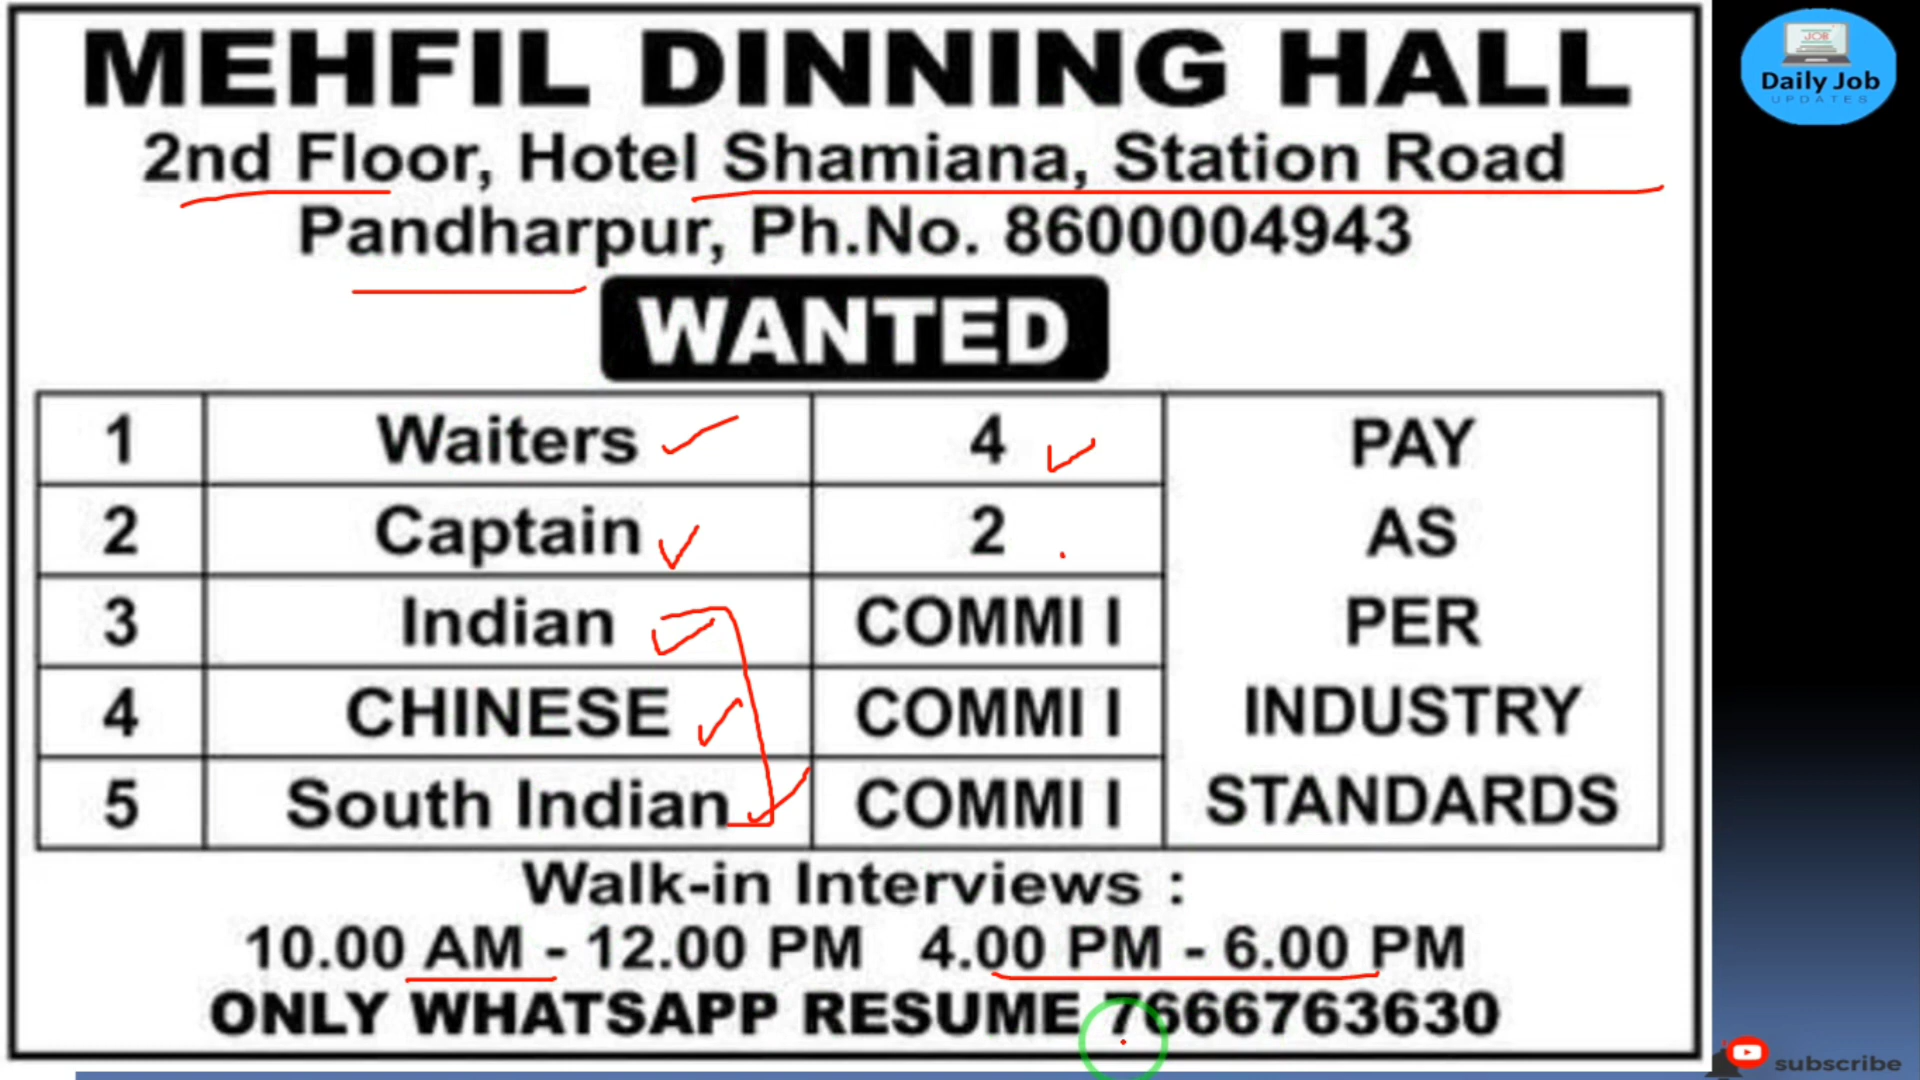 MEHFIL DINNING HALL
2nd Floor, Hotel Shamiana, Station Road
Pandharpur, Ph.No. 8600004943
WANTED
1 Waiters 4
2 Captain 2
3 Indian COMMI I
4 CHINESE COMMI I
5 South Indian COMMI I
PAY
AS
PER
INDUSTRY
STANDARDS
Walk-in Interviews :
10.00 AM - 12.00 PM 4.00 PM - 6.00 PM
ONLY WHATSAPP RESUME 7666763630
JOB
Daily Job
UPDATES
subscribe